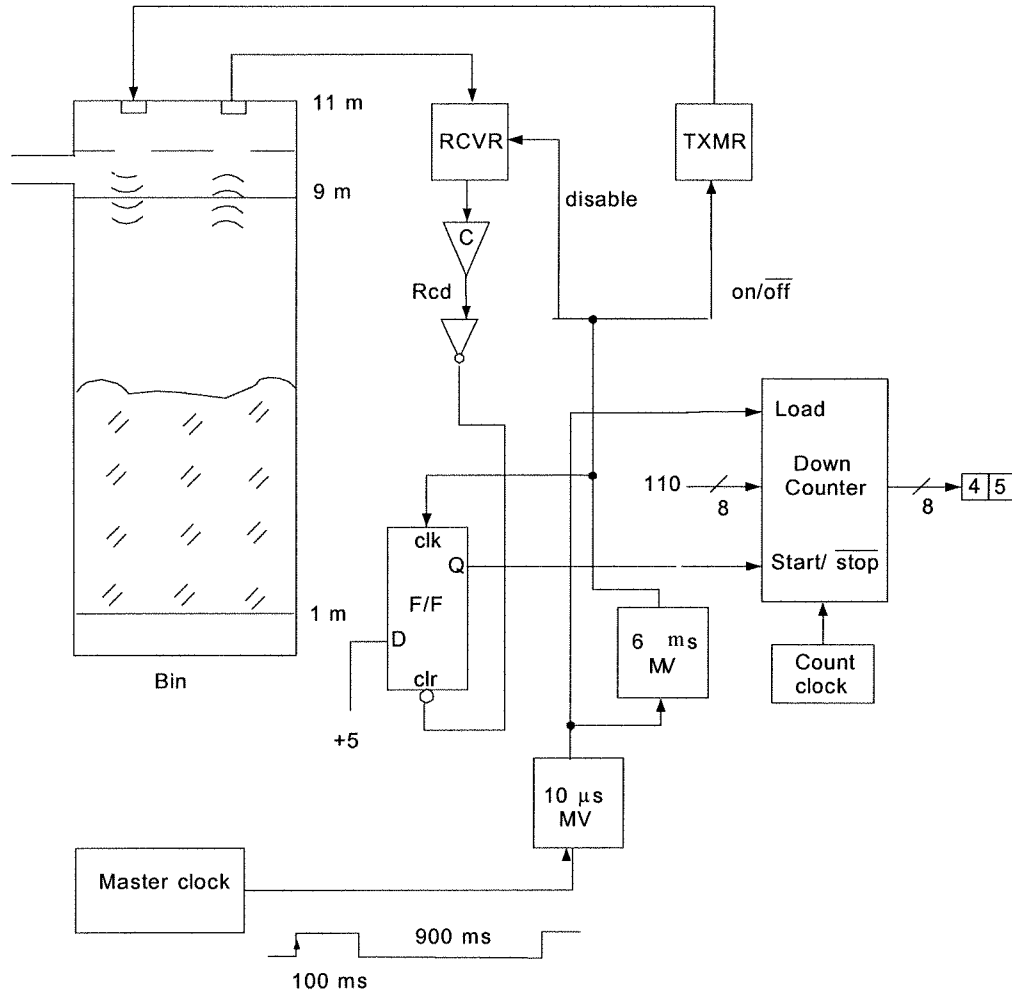 11 m
RCVR
TXMR
9 m
disable
C
Rcd
on/off
Load
110
8
Down
Counter
8
4 5
clk
Q
Start/ stop
F/F
1 m
D
6 ms
MV
Count
clock
clr
Bin
+5
10 μs
MV
Master clock
900 ms
100 ms